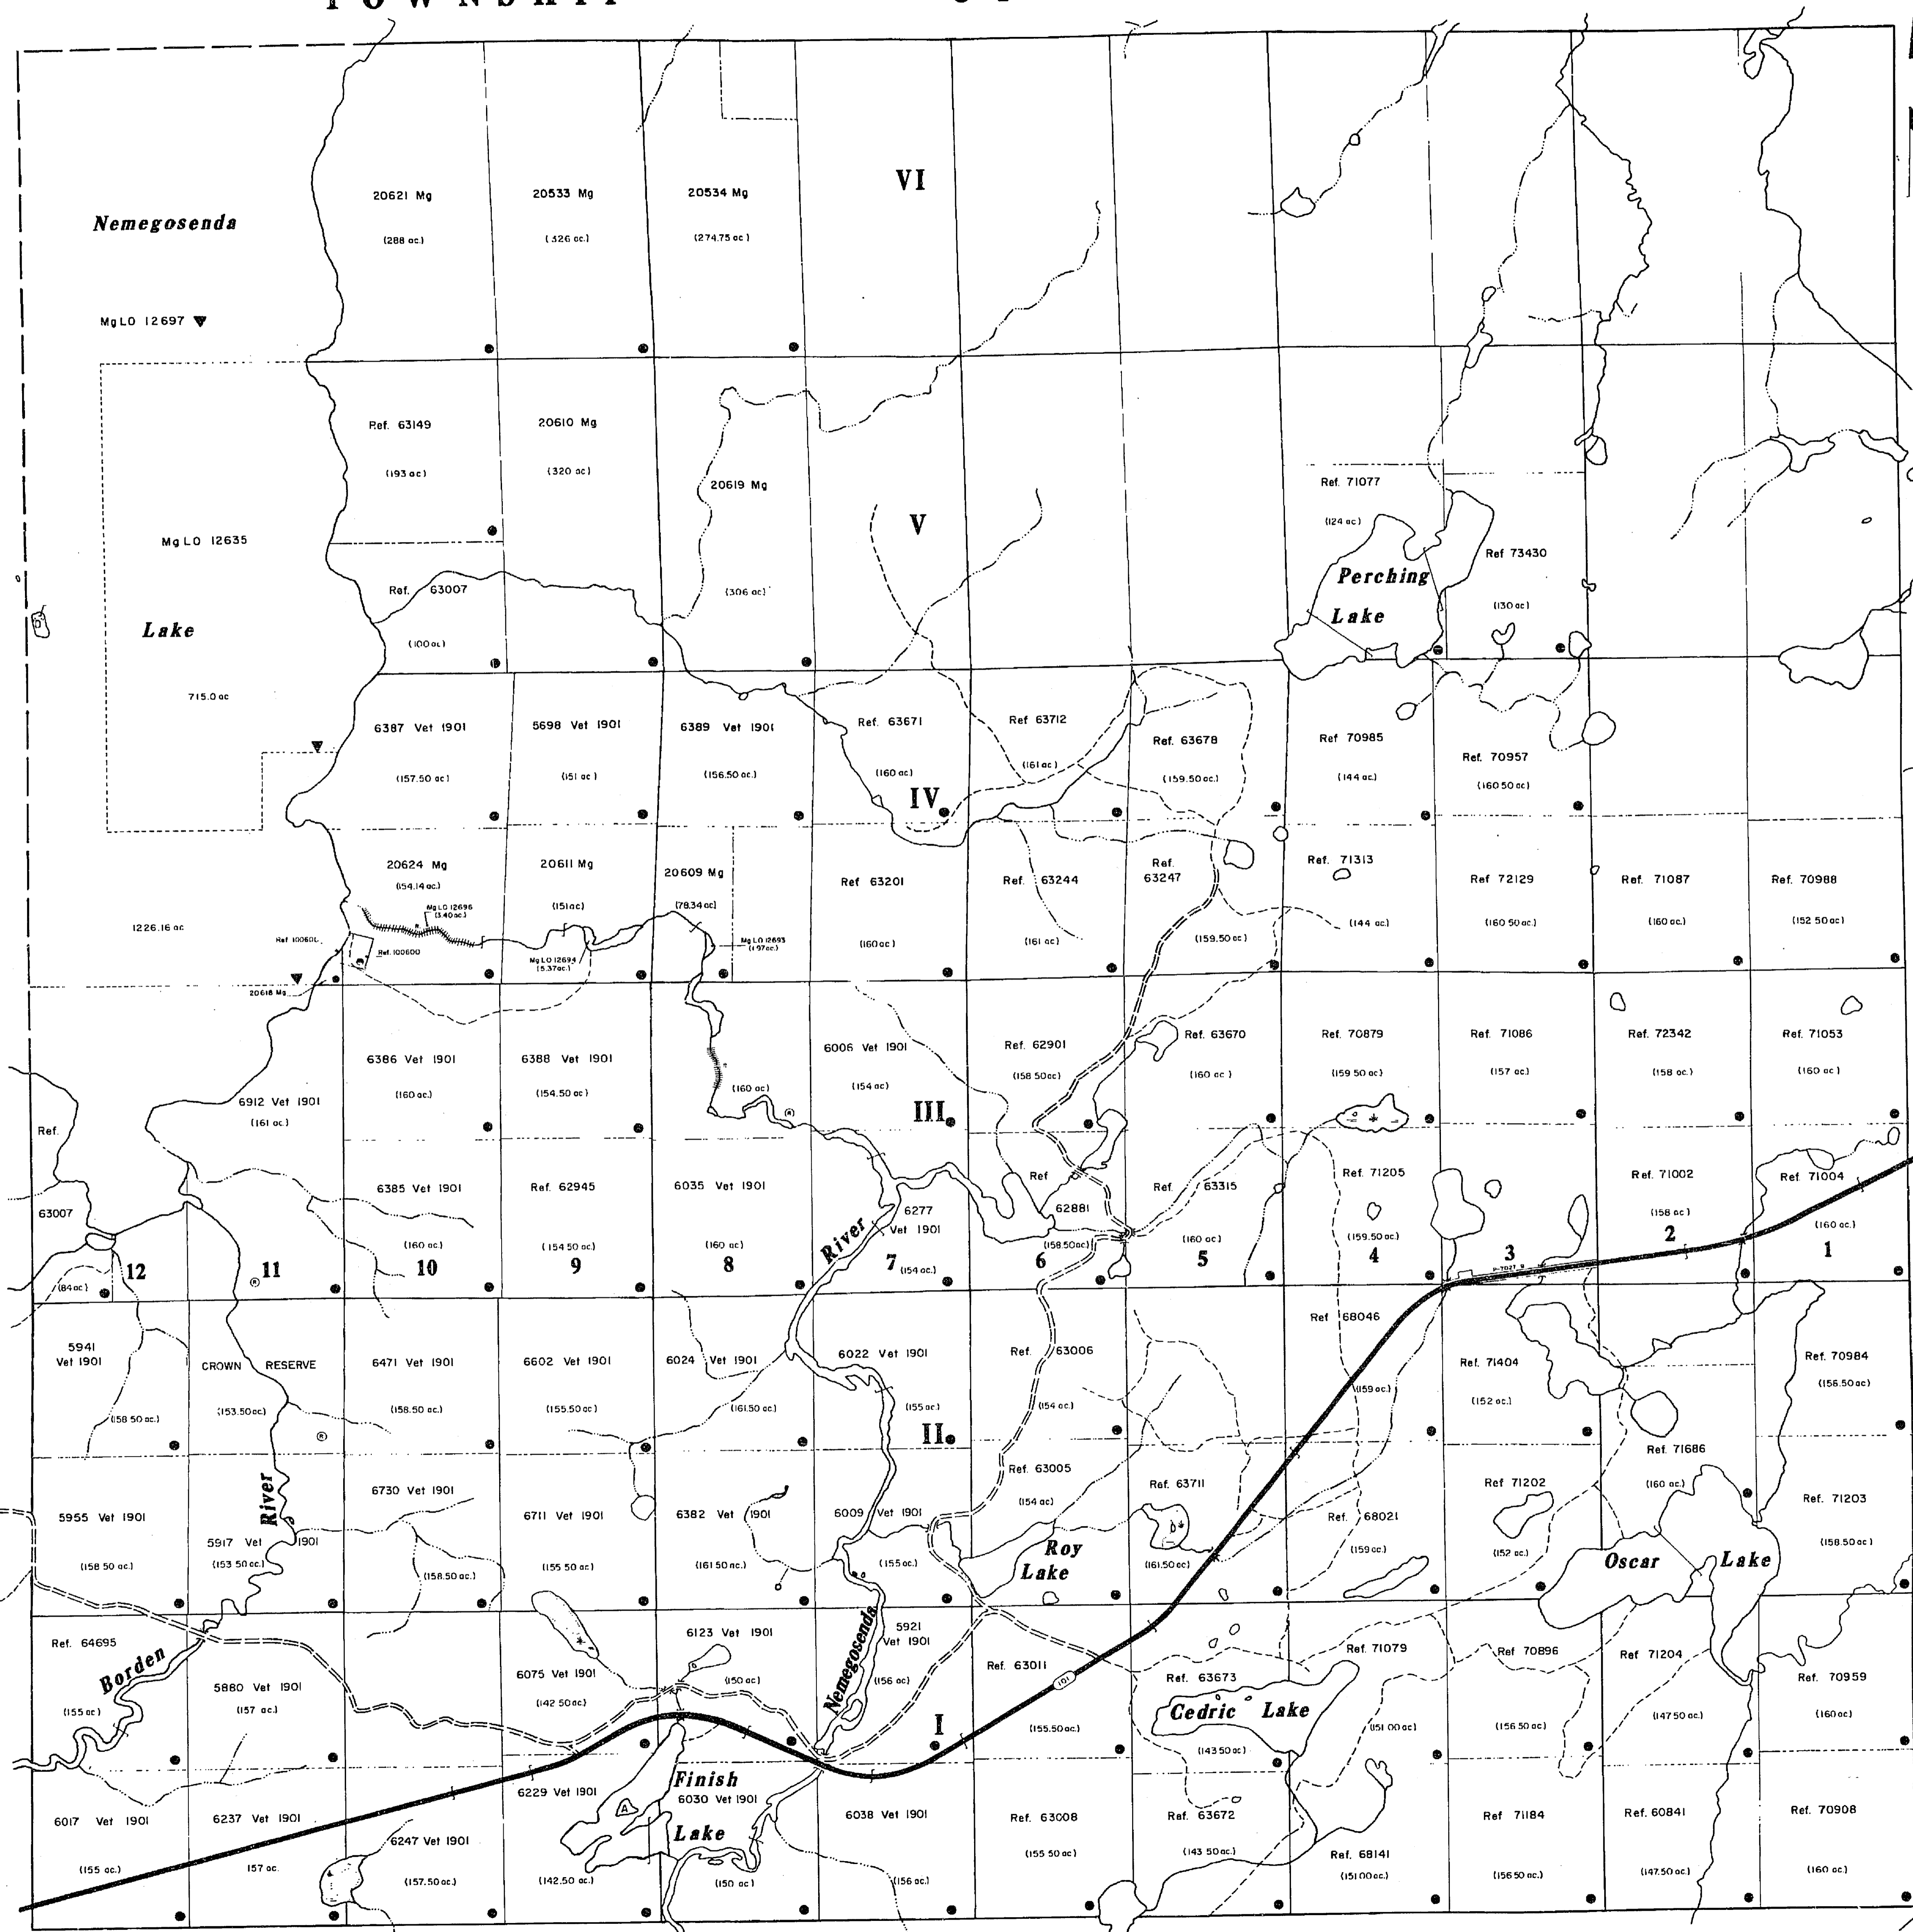 TOWNSHIP
VI
20621 Mg
20533 Mg
20534 Mg
Nemegosenda
(288 ac.)
(326 ac.)
(274.75 ac)
Mg LO 12697
Ref. 63149
20610 Mg
(193 ac)
(320 ac)
20619 Mg
Ref. 71077
V
(124 ac)
Mg LO 12635
Ref 73430
Perching
Ref. 63007
(306 ac)
(130 ac)
Lake
Lake
(100 ac)
715.0 ac
6387 Vet 1901
5698 Vet 1901
6389 Vet 1901
Ref. 63671
Ref 63712
Ref. 63678
Ref 70985
Ref. 70957
(157.50 ac)
(151 ac)
(156.50 ac.)
(160 ac)
(161 ac.)
(159.50 ac.)
(144 ac.)
(160 50 ac)
IV
20624 Mg
20611 Mg
20609 Mg
Ref 63201
Ref. 63244
Ref.
63247
Ref. 71313
Ref 72129
Ref. 71087
Ref. 70988
(154.14 ac.)
Mg LO 12696
(3.40 ac.)
(151 ac)
(78.34 ac)
1226.16 ac
(160 ac)
(161 ac)
(159.50 ac)
(144 ac.)
(160.50 ac)
(160 ac.)
(152 50 ac)
Ref 100600
Ref. 100600
Mg LO 12694
(5.37 ac.)
Mg LO 12693
(1.97 ac.)
20618 Mg
6386 Vet 1901
6388 Vet 1901
6006 Vet 1901
Ref. 62901
Ref. 63670
Ref. 70879
Ref. 71086
Ref. 72342
Ref. 71053
6912 Vet 1901
(160 ac.)
(154.50 ac)
(160 ac)
(154 ac)
(158 50 ac)
(160 ac.)
(159 50 ac)
(157 ac.)
(158 ac.)
(160 ac)
(161 ac.)
R
III
Ref.
63007
6385 Vet 1901
Ref. 62945
6035 Vet 1901
6277
Vet 1901
Ref
62881
Ref. 63315
Ref. 71205
Ref. 71002
Ref. 71004
River
(84 ac)
(160 ac.)
(154 50 ac.)
(160 ac)
(154 ac.)
(158.50 ac)
(160 ac)
(159.50 ac)
(158 ac)
(160 ac.)
R
12 11 10 9 8 7 6 5 4 3 2 1
Ref 68046
5941
Vet 1901
CROWN RESERVE
6471 Vet 1901
6602 Vet 1901
6024 Vet 1901
6022 Vet 1901
Ref. 63006
Ref. 71404
Ref. 70984
(158 50 ac.)
(153.50 ac.)
(158.50 ac.)
(155.50 ac)
(161.50 ac)
(155 ac.)
(154 ac.)
(159 ac.)
(152 ac.)
(156.50 ac)
R
II
River
Ref. 63005
Ref. 71686
5955 Vet 1901
5917 Vet 1901
6730 Vet 1901
6711 Vet 1901
6382 Vet 1901
6009 Vet 1901
(154 ac)
Ref. 63711
Ref. 68021
Ref 71202
(160 ac.)
Ref. 71203
(158 50 ac.)
(153 50 ac.)
(158.50 ac.)
(155 50 ac)
(161.50 ac.)
(155 ac.)
Roy
Lake
(161.50 ac)
(159 ac.)
(152 ac.)
Oscar Lake
(158.50 ac)
Ref. 64695
Borden
5880 Vet 1901
6075 Vet 1901
6123 Vet 1901
Nemegosenda
5921
Vet 1901
Ref. 63011
Ref. 63673
Ref. 71079
Ref 70896
Ref 71204
Ref. 70959
(155 ac)
(157 ac.)
(142 50 ac)
(150 ac)
(156 ac)
101
Cedric Lake
I
(155.50 ac.)
(143 50 ac)
(151 00 ac)
(156 50 ac)
(147 50 ac)
(160 ac)
Finish
6017 Vet 1901
6237 Vet 1901
6247 Vet 1901
6229 Vet 1901
6030 Vet 1901
6038 Vet 1901
Ref. 63008
Ref. 63672
Ref. 68141
Ref 71184
Ref. 60841
Ref. 70908
A
Lake
(155 ac.)
157 ac.
(157.50 ac.)
(142.50 ac.)
(150 ac)
(156 ac.)
(155 50 ac)
(143 50 ac.)
(151 00 ac)
(156 50 ac)
(147.50 ac.)
(160 ac.)